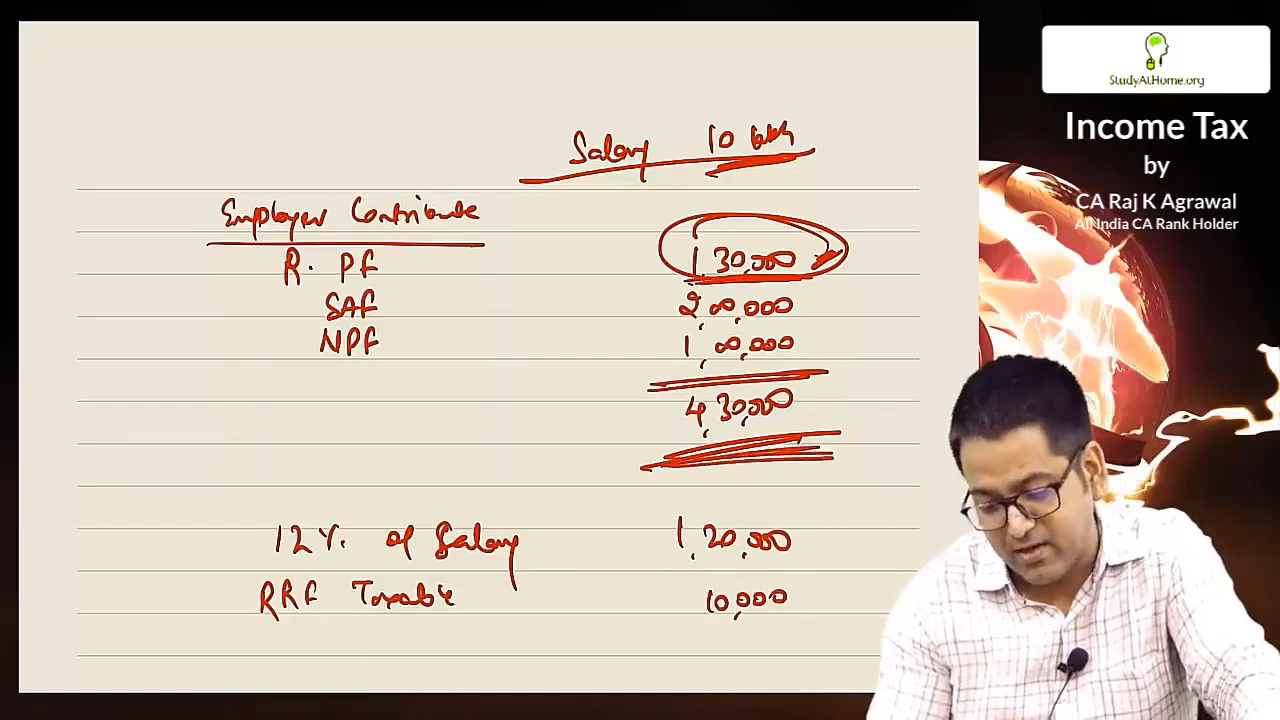 StudyAtHome.org
Income Tax
by
CA Raj K Agrawal
All India CA Rank Holder
Salary 10 lakh
Employer Contribute
R. PF 1,30,000
SAF 2,00,000
NPF 1,00,000
4,30,000
12%. of Salary 1,20,000
RRF Taxable 10,000